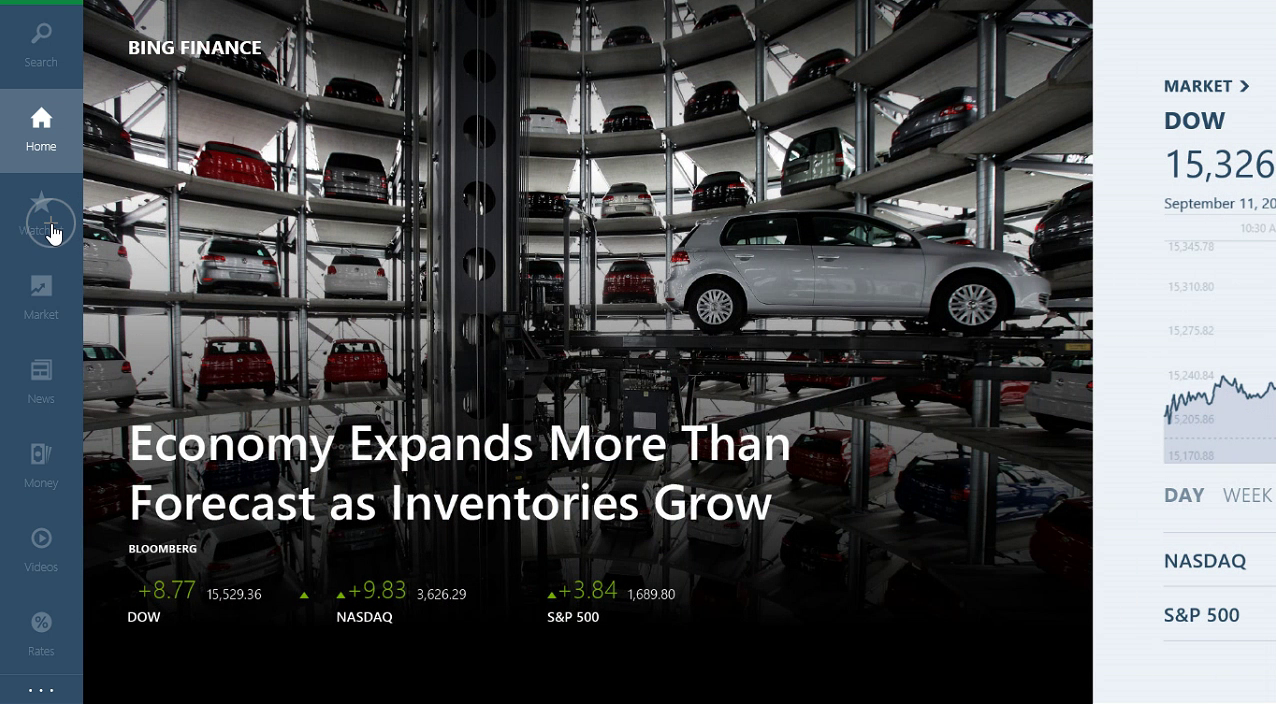 Search
Home
Market
News
Money
Videos
Rates
BING FINANCE
Economy Expands More Than
Forecast as Inventories Grow
BLOOMBERG
+8.77 15,529.36
DOW
+9.83 3,626.29
NASDAQ
+3.84 1,689.80
S&P 500
MARKET
DOW
15,326
September 11, 20
10:30 A
15,345.78
15,310.80
15,275.82
15,240.84
15,205.86
15,170.88
DAY WEEK
NASDAQ
S&P 500